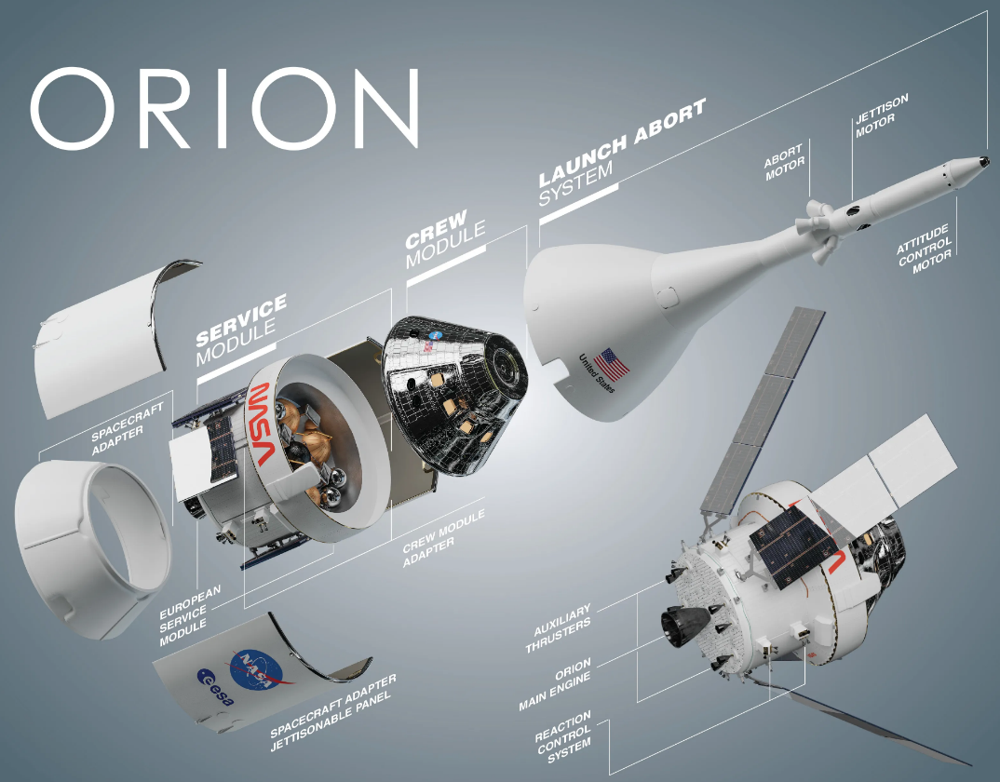 ORION
LAUNCH ABORT
SYSTEM
JETTISON
MOTOR
ABORT
MOTOR
ATTITUDE
CONTROL
MOTOR
CREW
MODULE
SERVICE
MODULE
United States
NASA
NASA
SPACECRAFT
ADAPTER
CREW MODULE
ADAPTER
EUROPEAN
SERVICE
MODULE
esa
NASA
SPACECRAFT ADAPTER
JETTISONABLE PANEL
AUXILIARY
THRUSTERS
ORION
MAIN ENGINE
REACTION
CONTROL
SYSTEM